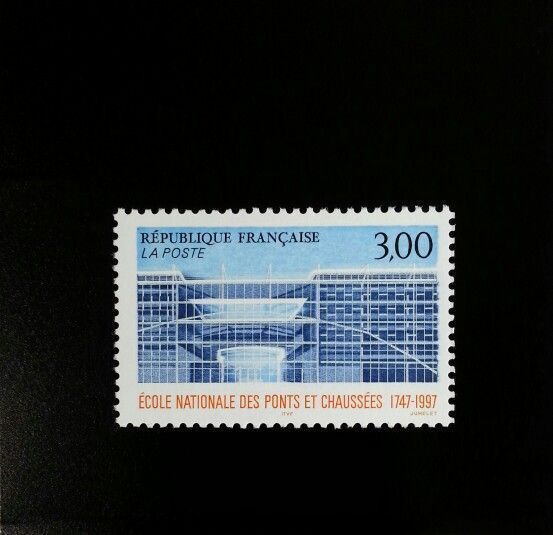 RÉPUBLIQUE FRANÇAISE 3,00
LA POSTE
ÉCOLE NATIONALE DES PONTS ET CHAUSSÉES 1747-1997
ITVF JUMELET